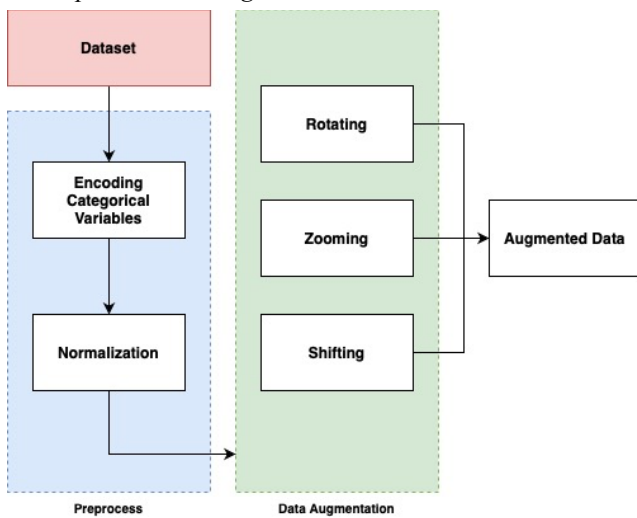 Dataset
Encoding
Categorical
Variables
Normalization
Preprocess
Rotating
Zooming
Shifting
Data Augmentation
Augmented Data